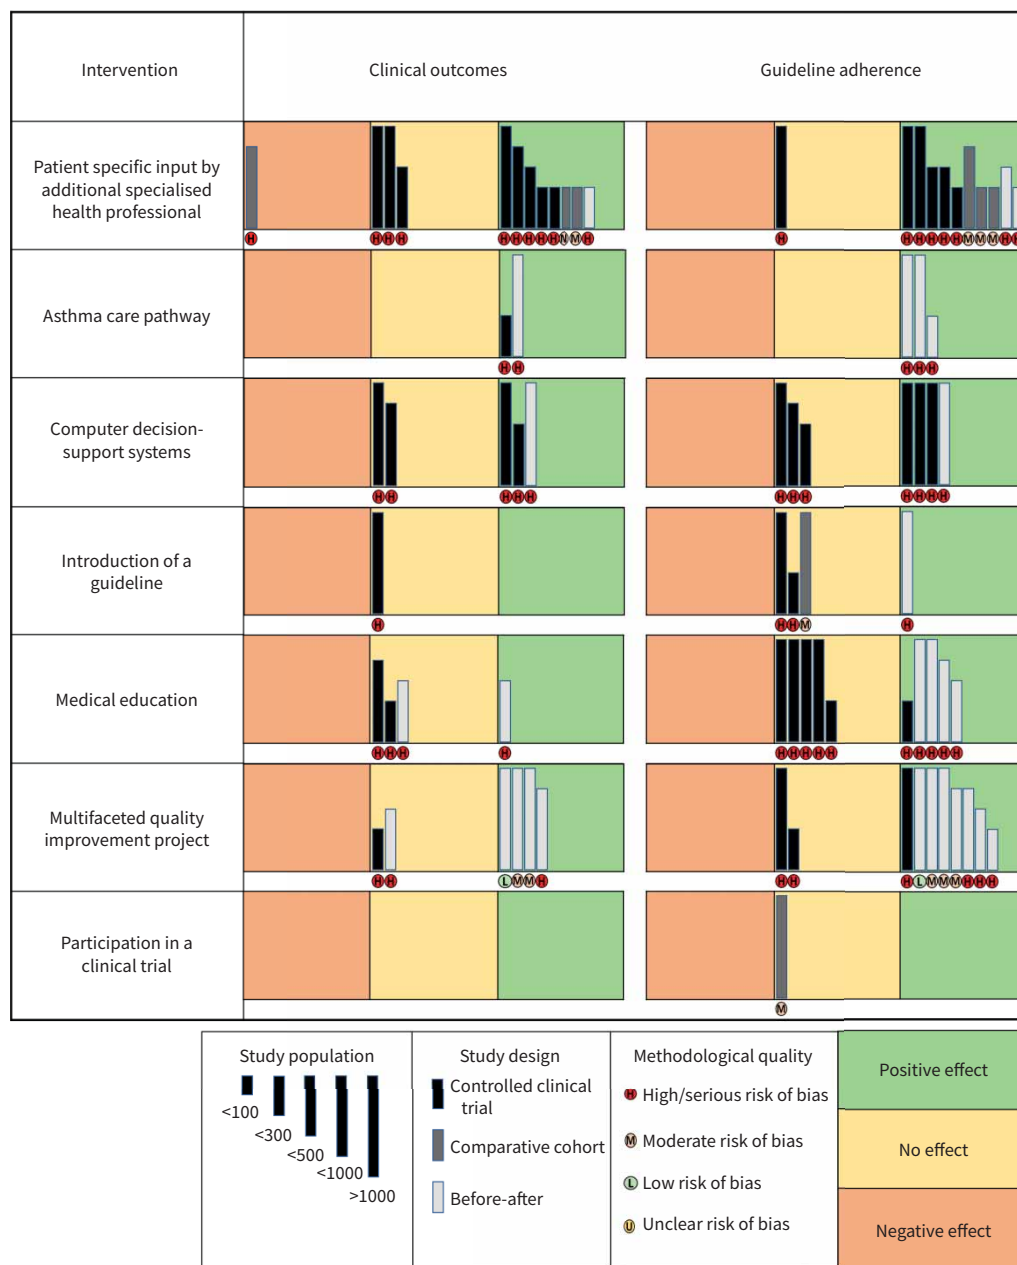 Intervention
Clinical outcomes
Guideline adherence
Patient specific input by
additional specialised
health professional
H
H H H
H H H H H N M H
H
H H H H H M M M H H
Asthma care pathway
H H
H H H
Computer decision-
support systems
H H
H H H
H H H
H H H H
Introduction of a
guideline
H
H H M
H
Medical education
H H H
H
H H H H H
H H H H H
Multifaceted quality
improvement project
H H
L M M H
H H
H L M M M H H H
Participation in a
clinical trial
M
Study population
<100
<300
<500
<1000
>1000
Study design
Controlled clinical
trial
Comparative cohort
Before-after
Methodological quality
H High/serious risk of bias
M Moderate risk of bias
L Low risk of bias
U Unclear risk of bias
Positive effect
No effect
Negative effect